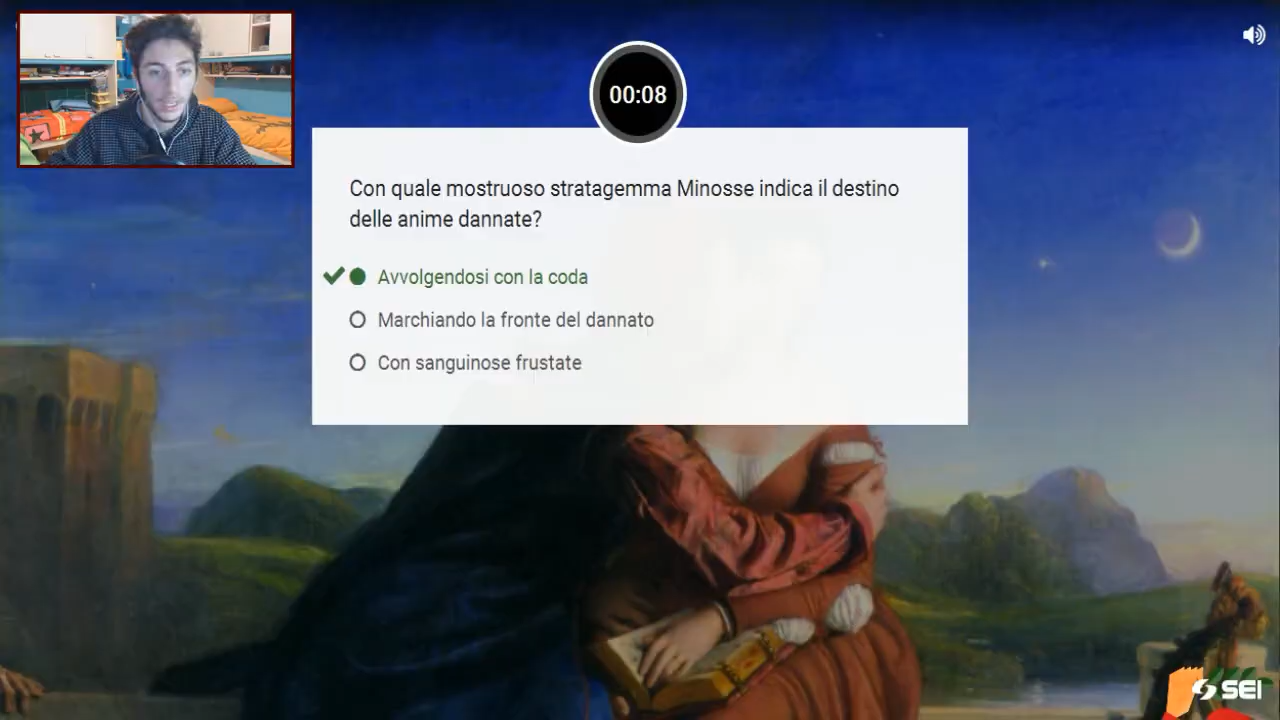 00:08
Con quale mostruoso stratagemma Minosse indica il destino
delle anime dannate?
Avvolgendosi con la coda
Marchiando la fronte del dannato
Con sanguinose frustate
SEI